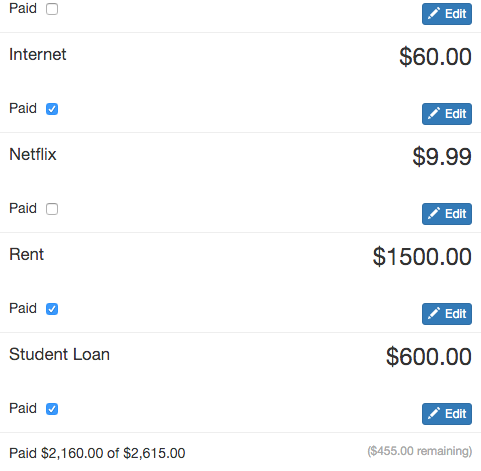 Paid
Edit
Internet
$60.00
Paid
Edit
Netflix
$9.99
Paid
Edit
Rent
$1500.00
Paid
Edit
Student Loan
$600.00
Paid
Edit
Paid $2,160.00 of $2,615.00
($455.00 remaining)